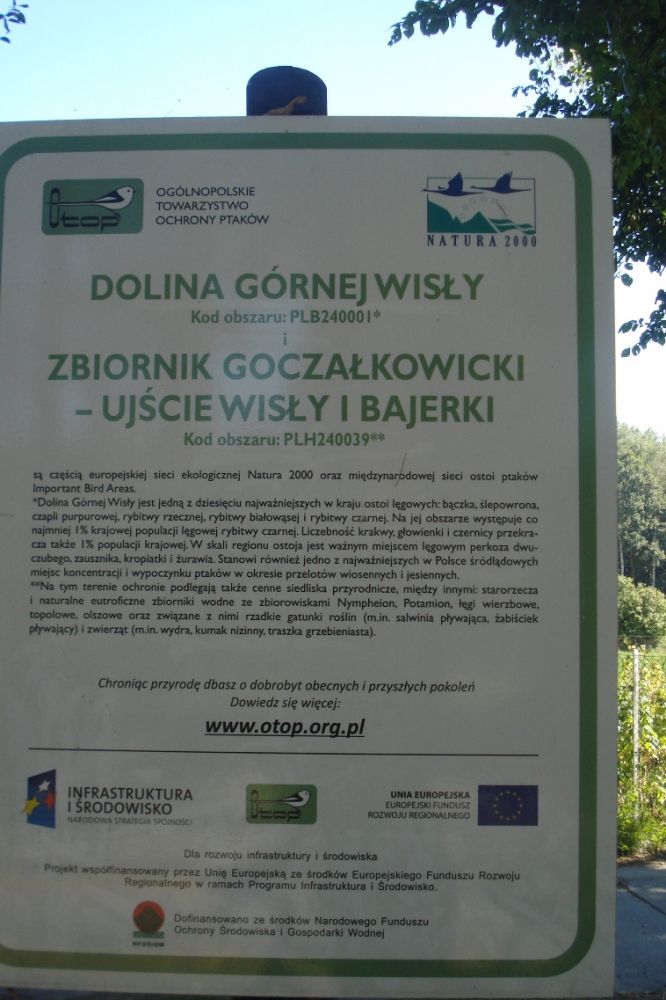 otop
OGÓLNOPOLSKIE
TOWARZYSTWO
OCHRONY PTAKÓW
NATURA 2000
DOLINA GÓRNEJ WISŁY
Kod obszaru: PLB240001*
i
ZBIORNIK GOCZAŁKOWICKI
– UJŚCIE WISŁY I BAJERKI
Kod obszaru: PLH240039**
są częścią europejskiej sieci ekologicznej Natura 2000 oraz międzynarodowej sieci ostoi ptaków
Important Bird Areas.
*Dolina Górnej Wisły jest jedną z dziesięciu najważniejszych w kraju ostoi lęgowych: bączka, ślepowrona,
czapli purpurowej, rybitwy rzecznej, rybitwy białowąsej i rybitwy czarnej. Na jej obszarze występuje co
najmniej 1% krajowej populacji lęgowej rybitwy czarnej. Liczebność krakwy, głowienki i czernicy przekra-
cza także 1% populacji krajowej. W skali regionu ostoja jest ważnym miejscem lęgowym perkoza dwu-
czubego, zausznika, kropiatki i żurawia. Stanowi również jedno z najważniejszych w Polsce śródlądowych
miejsc koncentracji i wypoczynku ptaków w okresie przelotów wiosennych i jesiennych.
**Na tym terenie ochronie podlegają także cenne siedliska przyrodnicze, między innymi: starorzecza
i naturalne eutroficzne zbiorniki wodne ze zbiorowiskami Nympheion, Potamion, łęgi wierzbowe,
topolowe, olszowe oraz związane z nimi rzadkie gatunki roślin (m.in. salwinia pływająca, żabiściek
pływający) i zwierząt (m.in. wydra, kumak nizinny, traszka grzebieniasta).
Chroniąc przyrodę dbasz o dobrobyt obecnych i przyszłych pokoleń
Dowiedz się więcej:
www.otop.org.pl
INFRASTRUKTURA
I ŚRODOWISKO
NARODOWA STRATEGIA SPÓJNOŚCI
otop
UNIA EUROPEJSKA
EUROPEJSKI FUNDUSZ
ROZWOJU REGIONALNEGO
Dla rozwoju infrastruktury i środowiska
Projekt współfinansowany przez Unię Europejską ze środków Europejskiego Funduszu Rozwoju
Regionalnego w ramach Programu Infrastruktura i Środowisko.
NFOŚiGW
Dofinansowano ze środków Narodowego Funduszu
Ochrony Środowiska i Gospodarki Wodnej